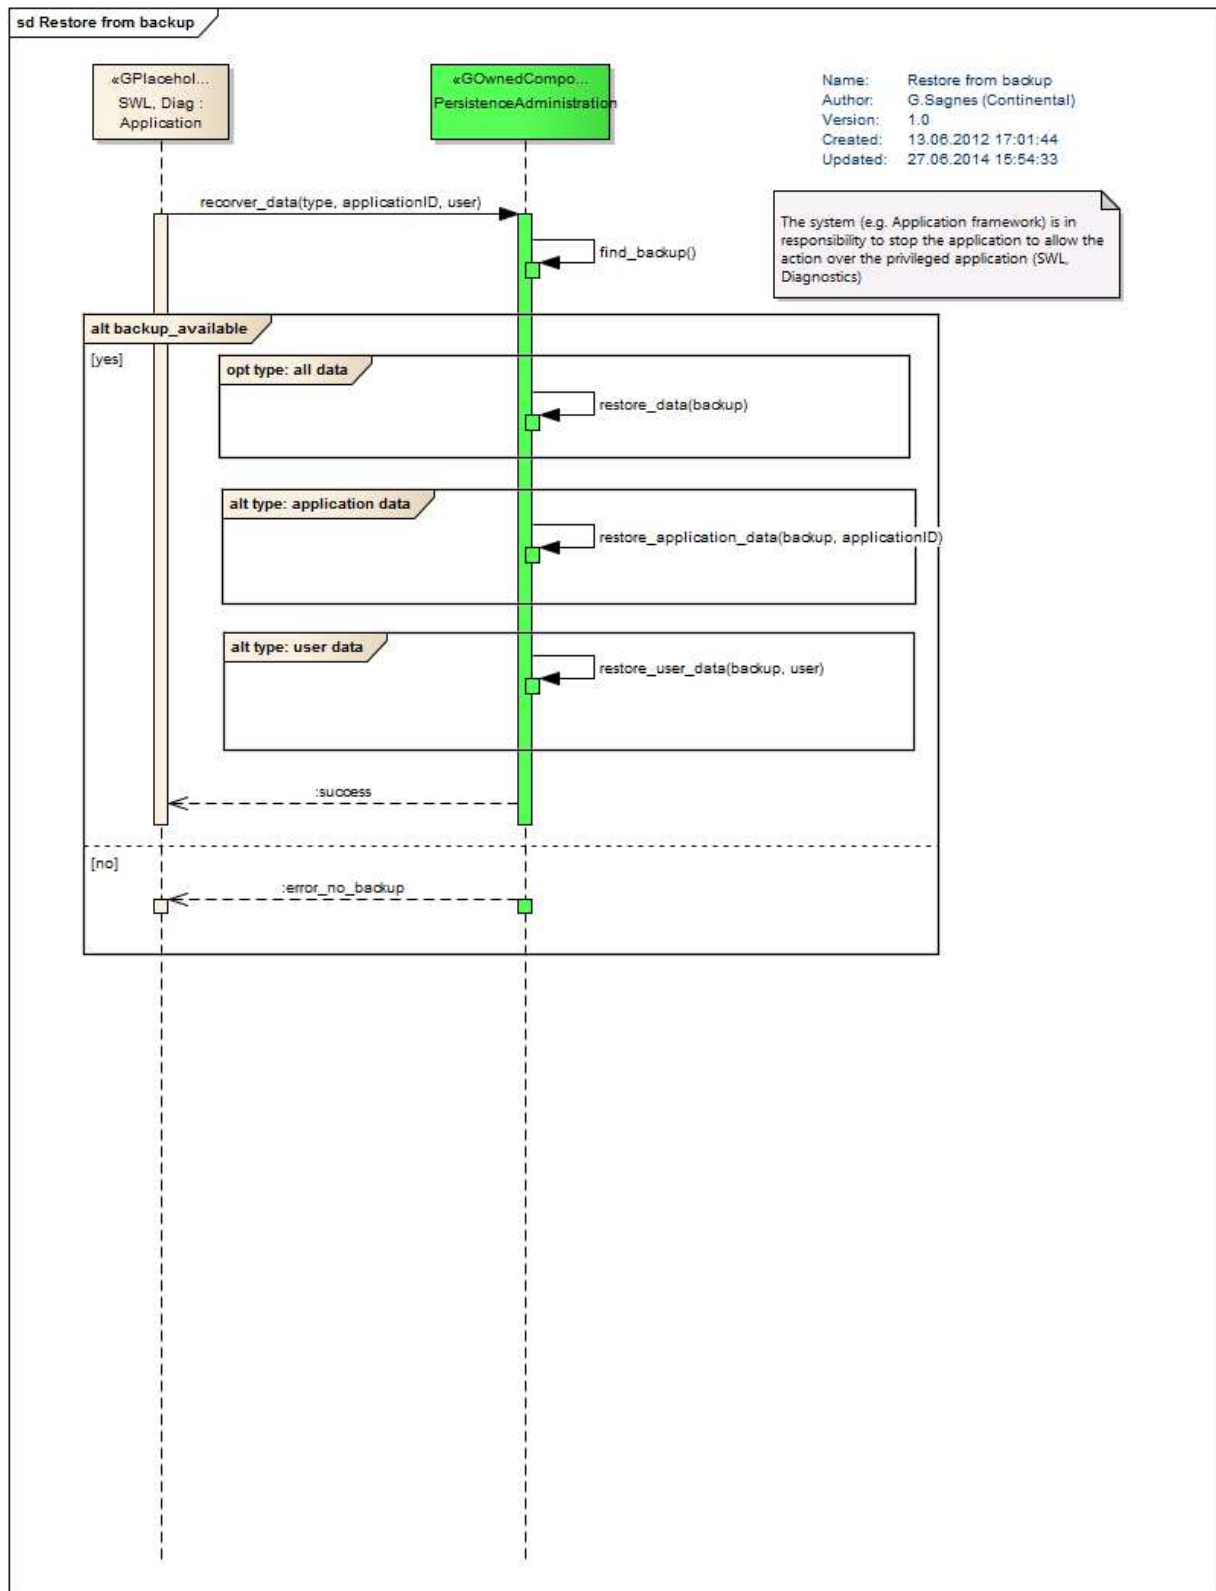 sd Restore from backup
«GPlacehol...
SWL, Diag :
Application
«GOwnedCompo...
PersistenceAdministration
Name: Restore from backup
Author: G.Sagnes (Continental)
Version: 1.0
Created: 13.06.2012 17:01:44
Updated: 27.06.2014 15:54:33
The system (e.g. Application framework) is in
responsibility to stop the application to allow the
action over the privileged application (SWL,
Diagnostics)
recorver_data(type, applicationID, user)
find_backup()
alt backup_available
[yes]
opt type: all data
restore_data(backup)
alt type: application data
restore_application_data(backup, applicationID)
alt type: user data
restore_user_data(backup, user)
:success
[no]
:error_no_backup